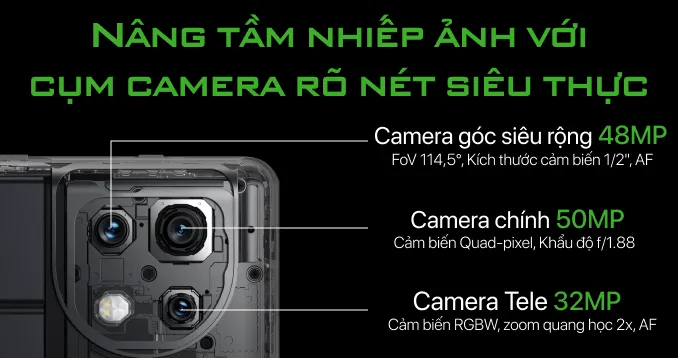 NÂNG TẦM NHIẾP ẢNH VỚI
CỤM CAMERA RÕ NÉT SIÊU THỰC
Camera góc siêu rộng 48MP
FoV 114,5°, Kích thước cảm biến 1/2", AF
Camera chính 50MP
Cảm biến Quad-pixel, Khẩu độ f/1.88
Camera Tele 32MP
Cảm biến RGBW, zoom quang học 2x, AF